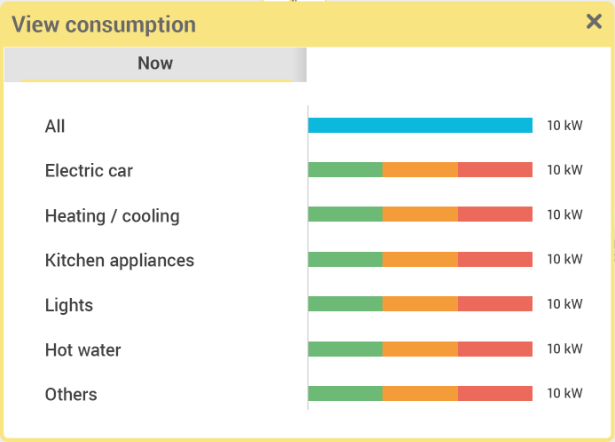 View consumption
Now
All 10 kW
Electric car 10 kW
Heating / cooling 10 kW
Kitchen appliances 10 kW
Lights 10 kW
Hot water 10 kW
Others 10 kW